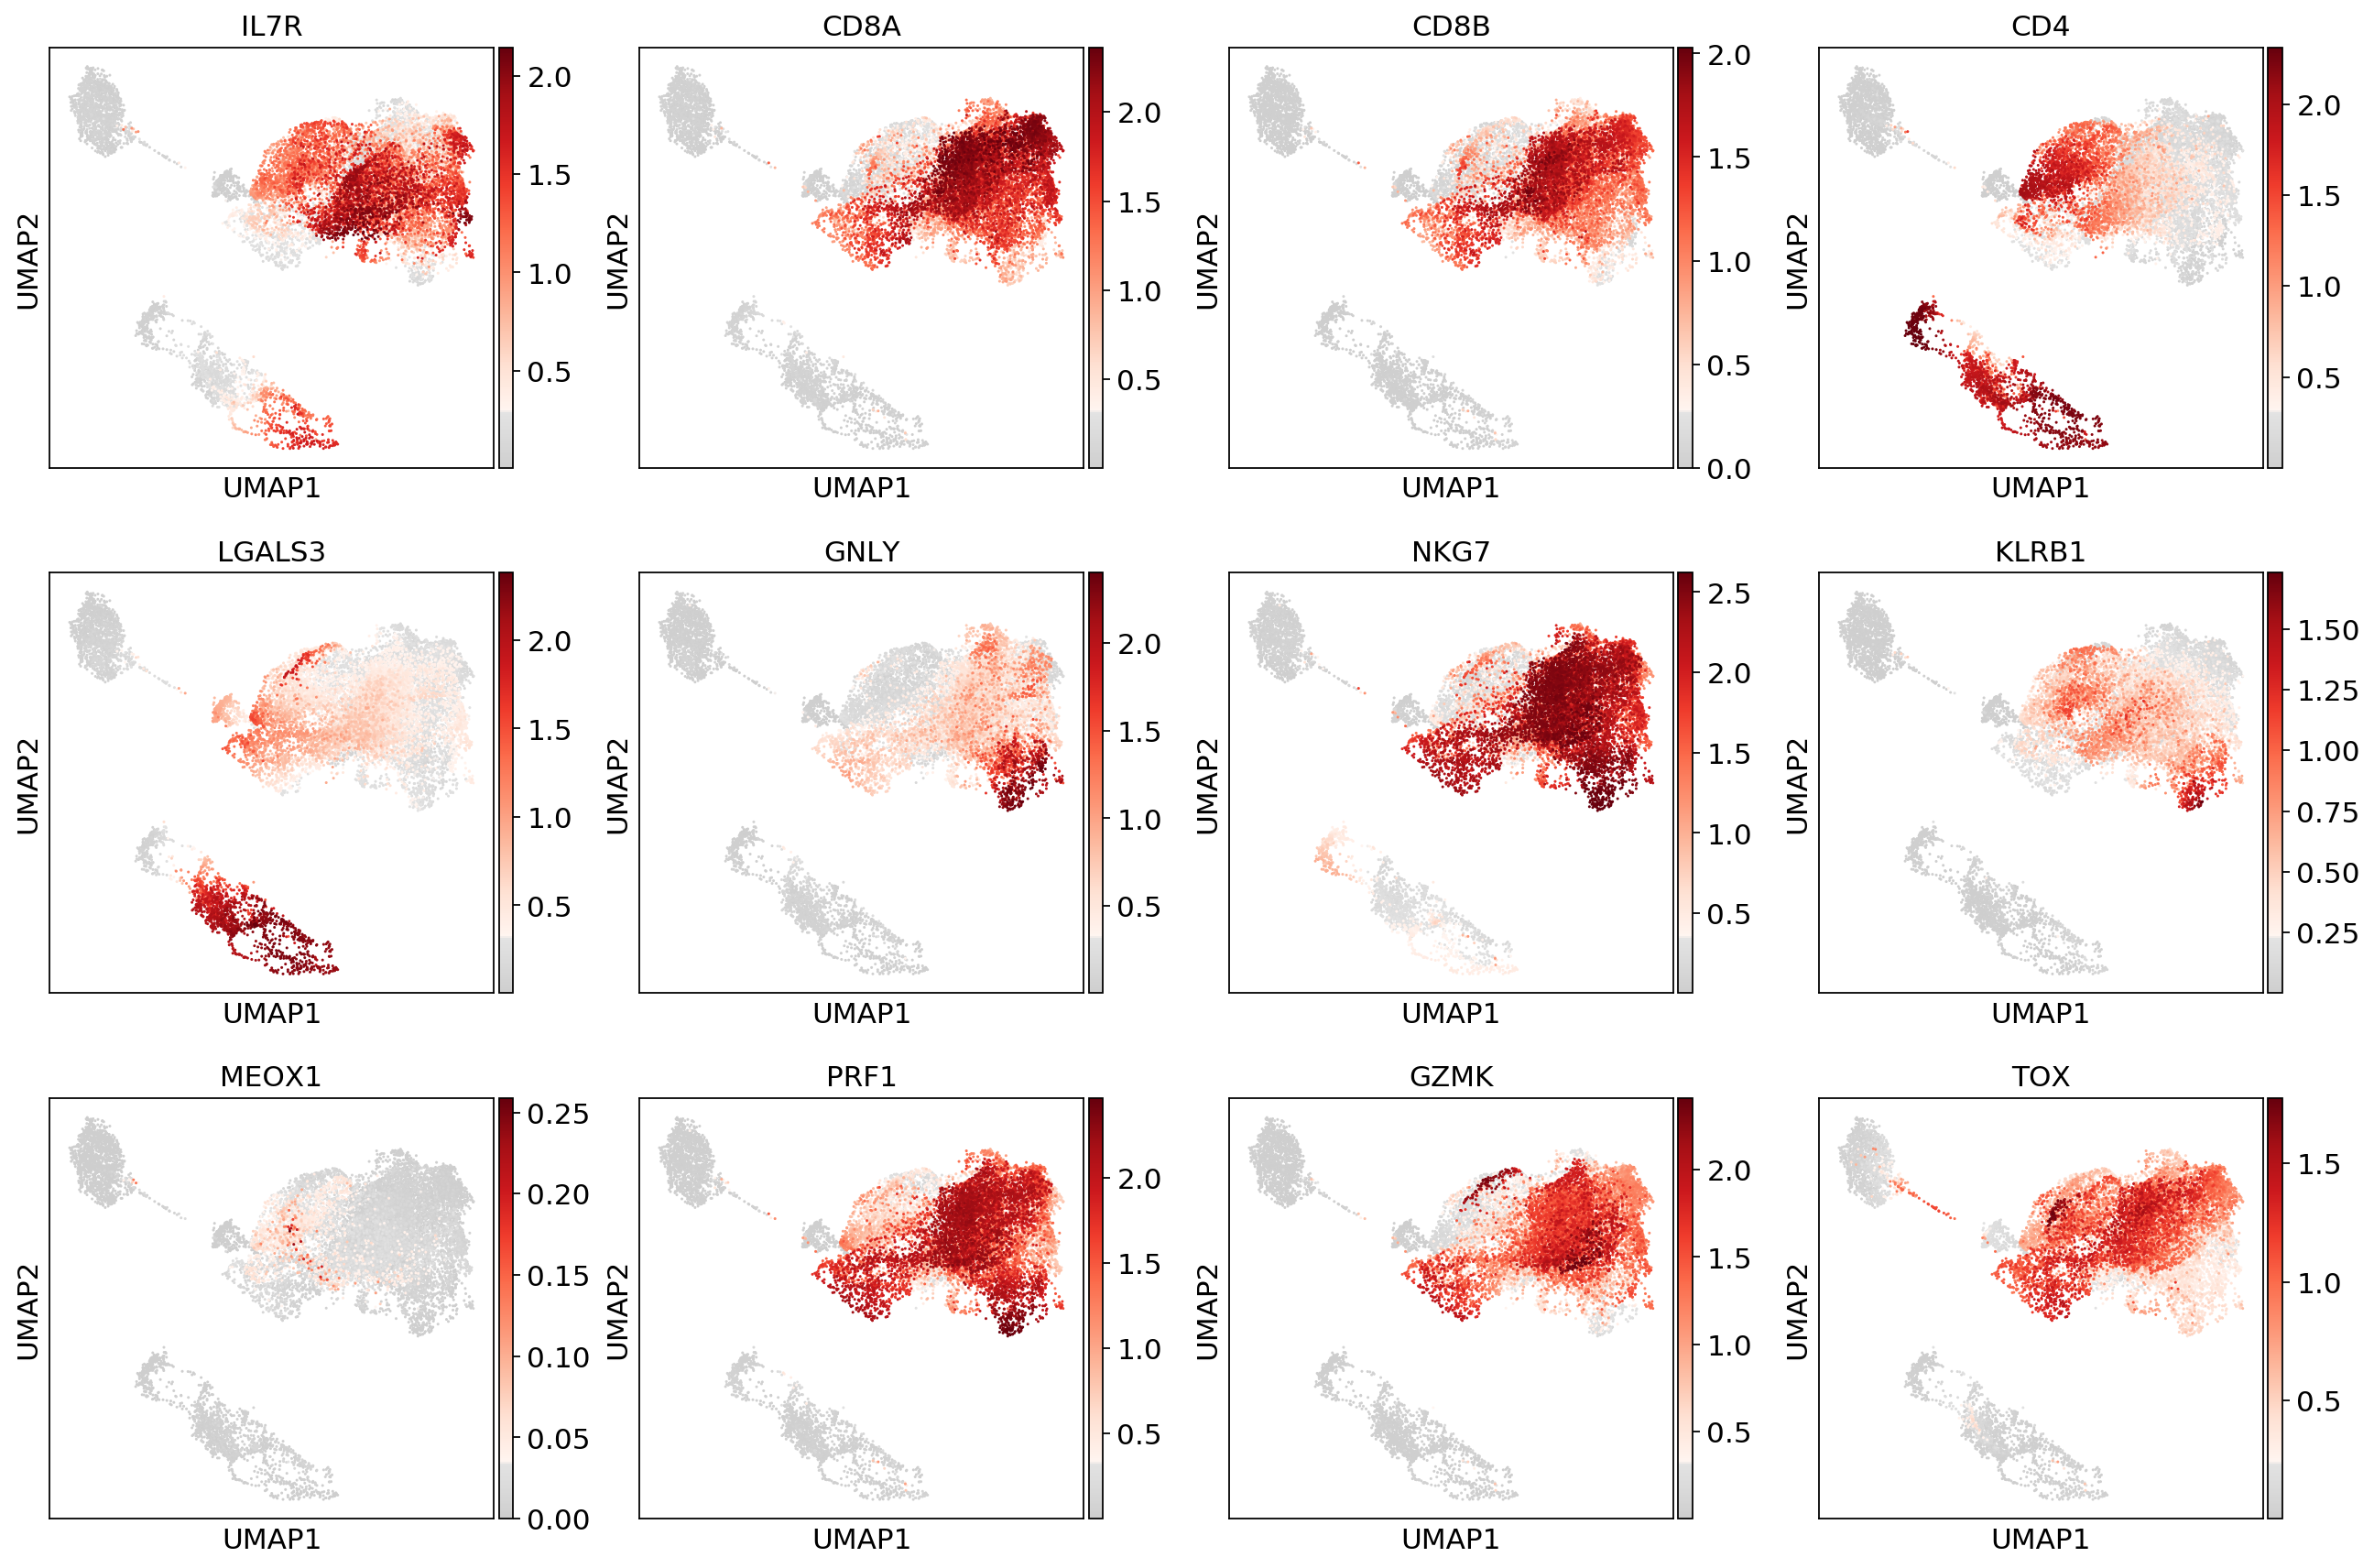 IL7R CD8A CD8B CD4
2.0 1.5 1.0 0.5
2.0 1.5 1.0 0.5
2.0 1.5 1.0 0.5 0.0
2.0 1.5 1.0 0.5
UMAP2 UMAP2 UMAP2 UMAP2
UMAP1 UMAP1 UMAP1 UMAP1
LGALS3 GNLY NKG7 KLRB1
2.0 1.5 1.0 0.5
2.0 1.5 1.0 0.5
2.5 2.0 1.5 1.0 0.5
1.50 1.25 1.00 0.75 0.50 0.25
UMAP2 UMAP2 UMAP2 UMAP2
UMAP1 UMAP1 UMAP1 UMAP1
MEOX1 PRF1 GZMK TOX
0.25 0.20 0.15 0.10 0.05 0.00
2.0 1.5 1.0 0.5
2.0 1.5 1.0 0.5
1.5 1.0 0.5
UMAP2 UMAP2 UMAP2 UMAP2
UMAP1 UMAP1 UMAP1 UMAP1